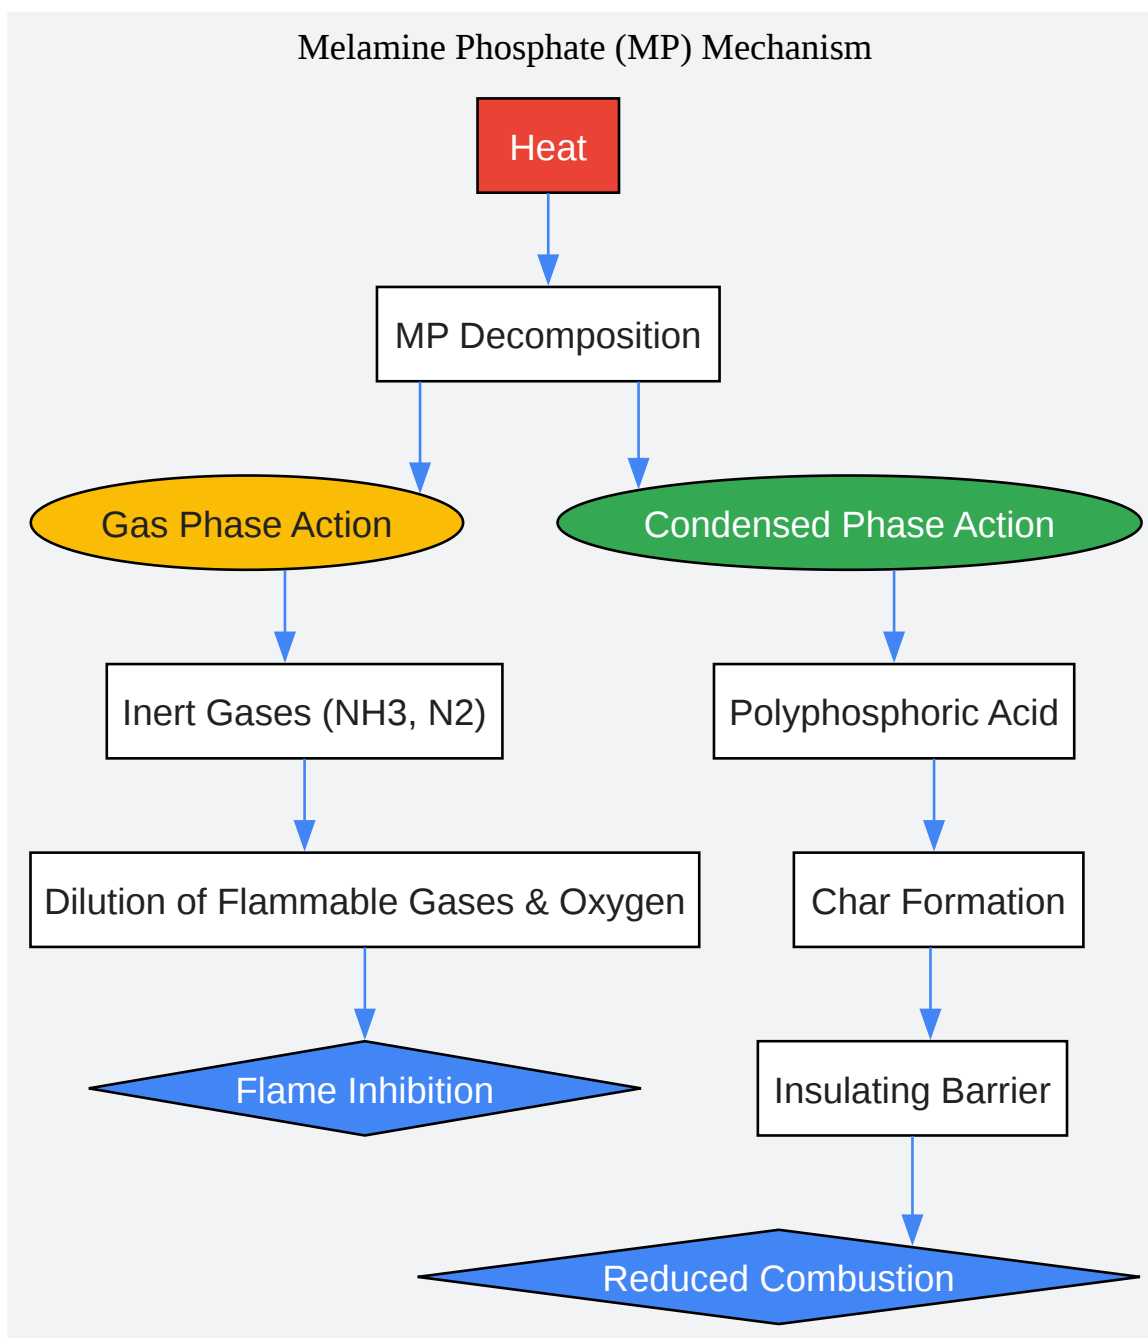 Melamine Phosphate (MP) Mechanism
Heat
MP Decomposition
Gas Phase Action
Condensed Phase Action
Inert Gases (NH3, N2)
Polyphosphoric Acid
Dilution of Flammable Gases & Oxygen
Char Formation
Flame Inhibition
Insulating Barrier
Reduced Combustion